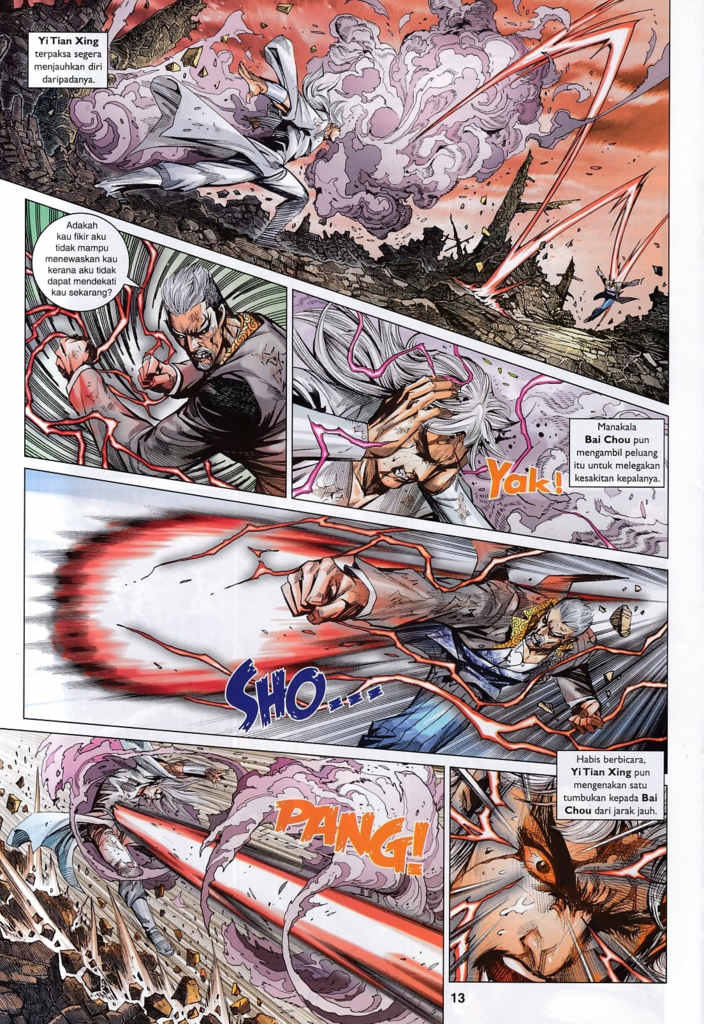 Yi Tian Xing
terpaksa segera
menjauhkan diri
daripadanya.
Adakah
kau fikir aku
tidak mampu
menewaskan kau
kerana aku tidak
dapat mendekati
kau sekarang?
Manakala
Bai Chou pun
mengambil peluang
itu untuk melegakan
kesakitan kepalanya.
Yak!
SHO...
PANG!
Habis berbicara,
Yi Tian Xing pun
mengenakan satu
tumbukan kepada Bai
Chou dari jarak jauh.
13